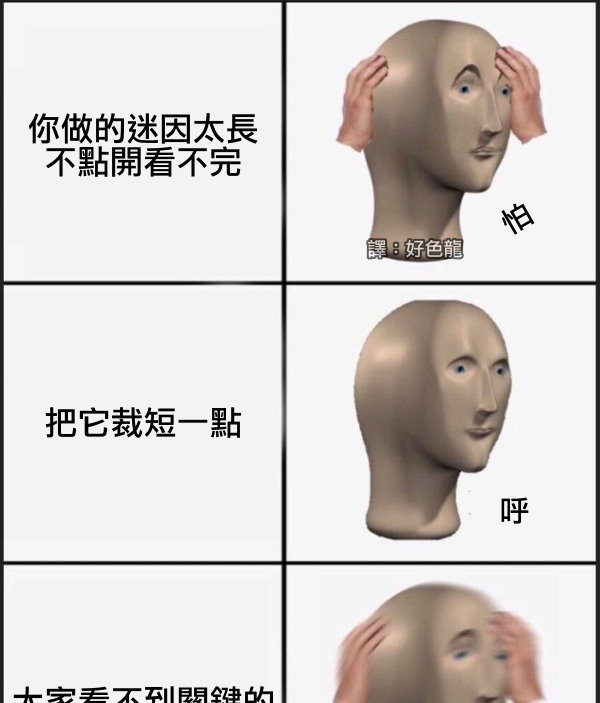 你做的迷因太長
不點開看不完
怕
譯：好色龍
把它裁短一點
呼
大家看不到關鍵的